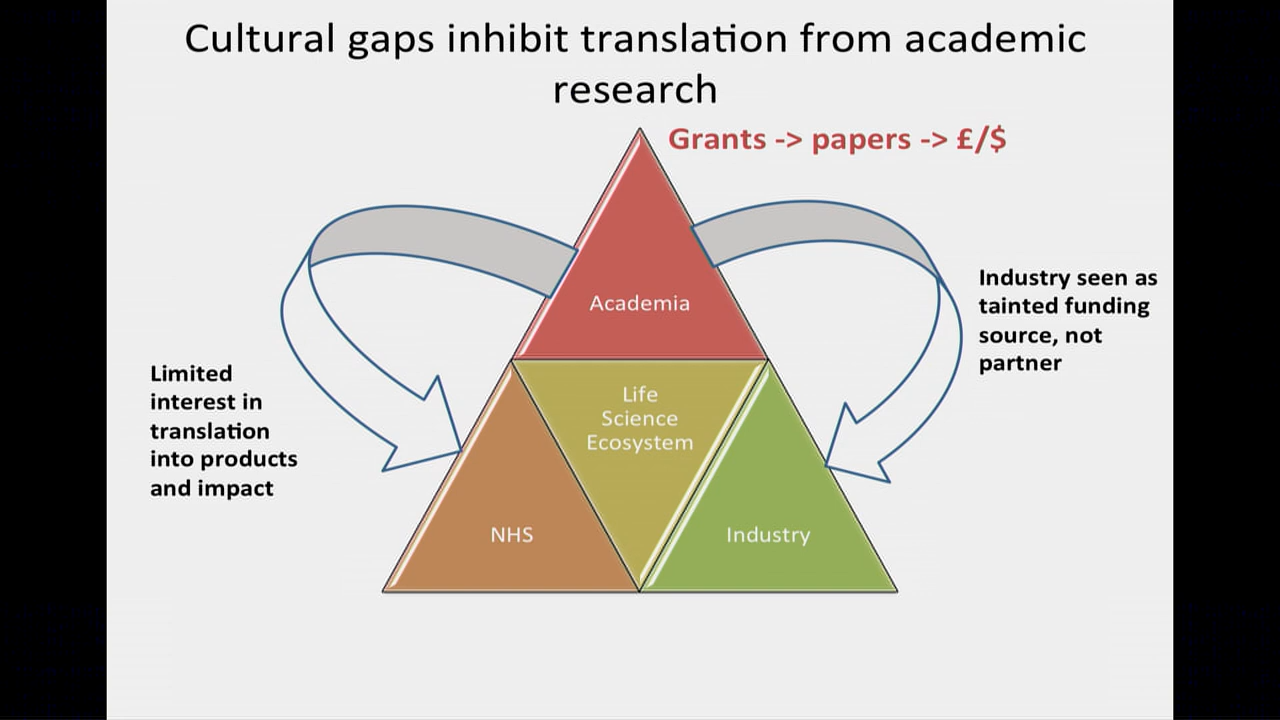 Cultural gaps inhibit translation from academic
research
Grants -> papers -> £/$
Industry seen as
tainted funding
source, not
partner
Academia
Limited
interest in
translation
into products
and impact
Life
Science
Ecosystem
NHS
Industry